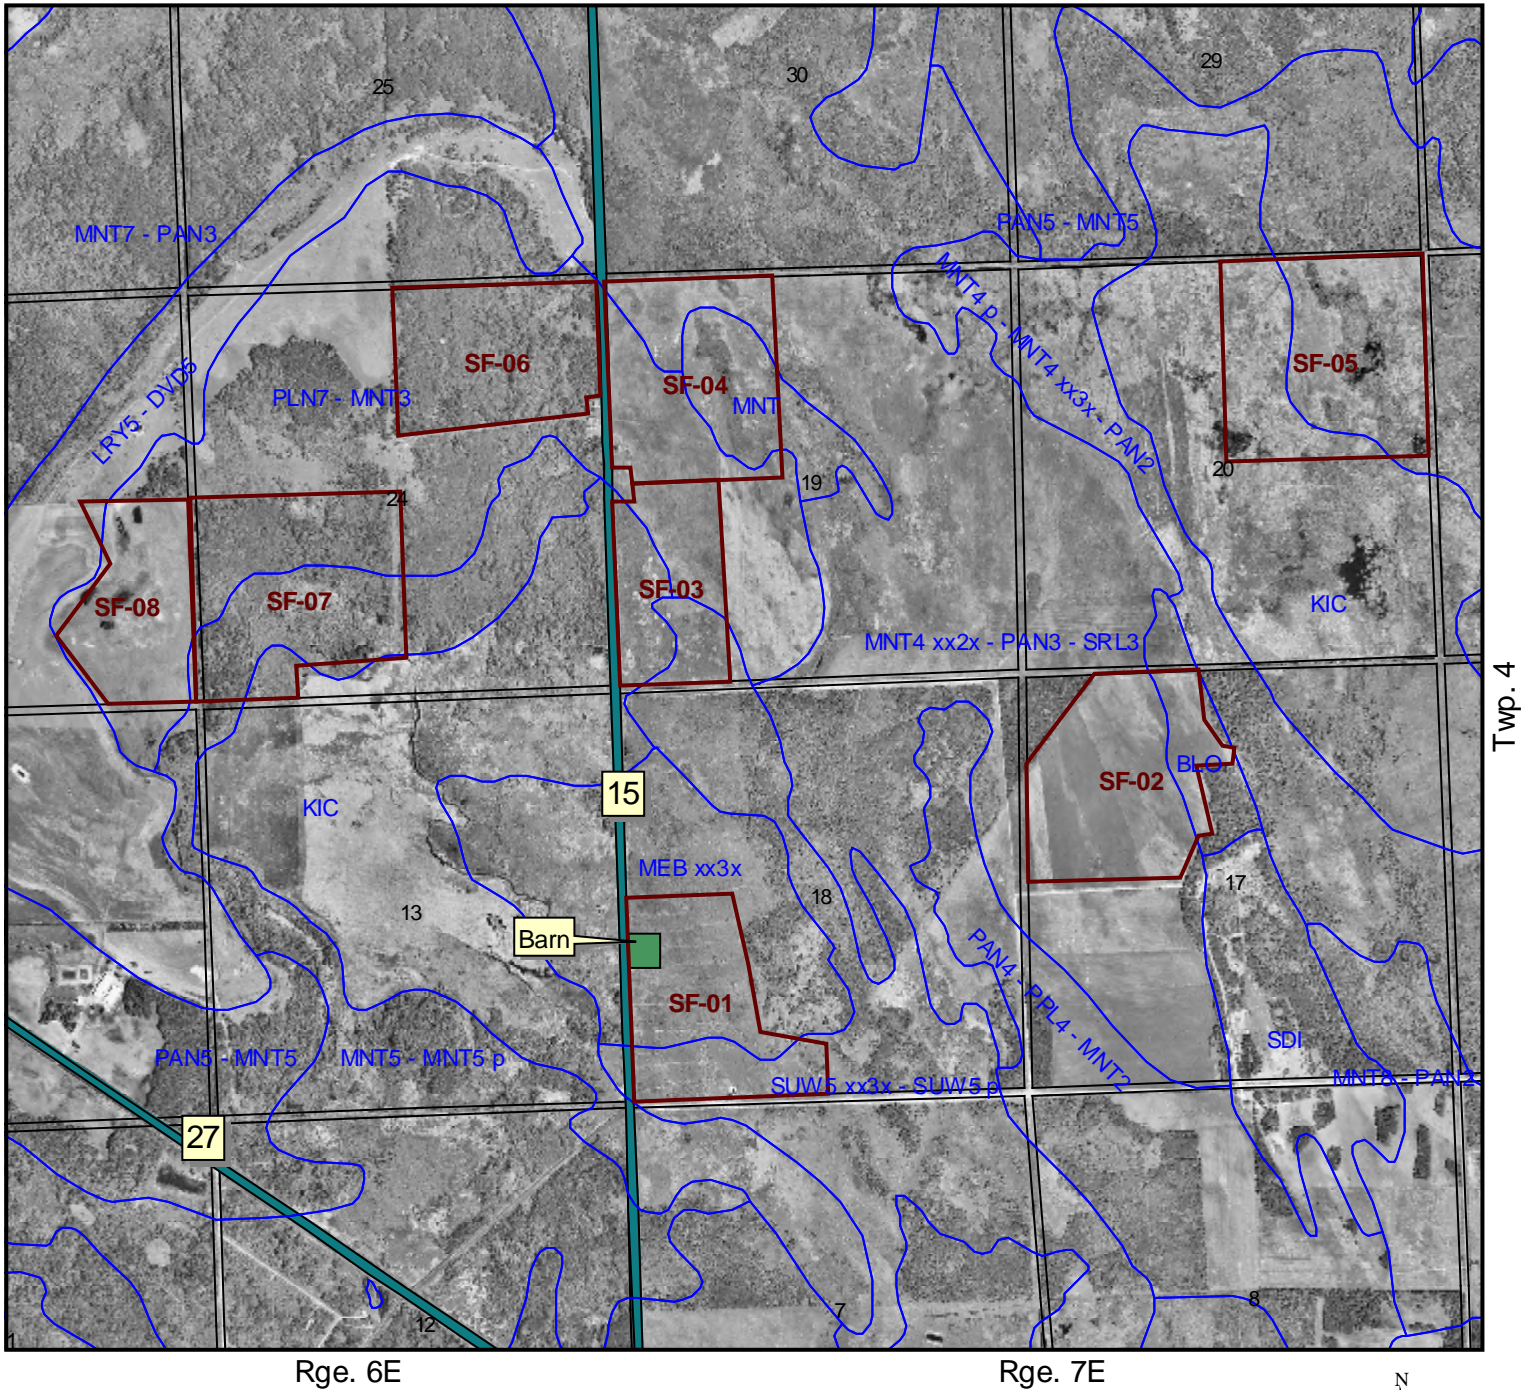 29
30
25
PAN5 - MNT5
MNT7 - PAN3
MNT4 p - MNT4 xx3x - PAN2
SF-06
SF-05
SF-04
PLN7 - MNT3
MNT
LRY5 - DVD5
20
19
24
SF-03
SF-07
SF-08
KIC
MNT4 xx2x - PAN3 - SRL3
Twp. 4
BLO
SF-02
15
KIC
MEB xx3x
17
18
13
Barn
PAN4 - PPL4 - MNT2
SF-01
SDI
PAN5 - MNT5
MNT5 - MNT5 p
MNT8 - PAN2
SUW5 xx3x - SUW5 p
27
8
7
12
1
Rge. 6E
Rge. 7E
N